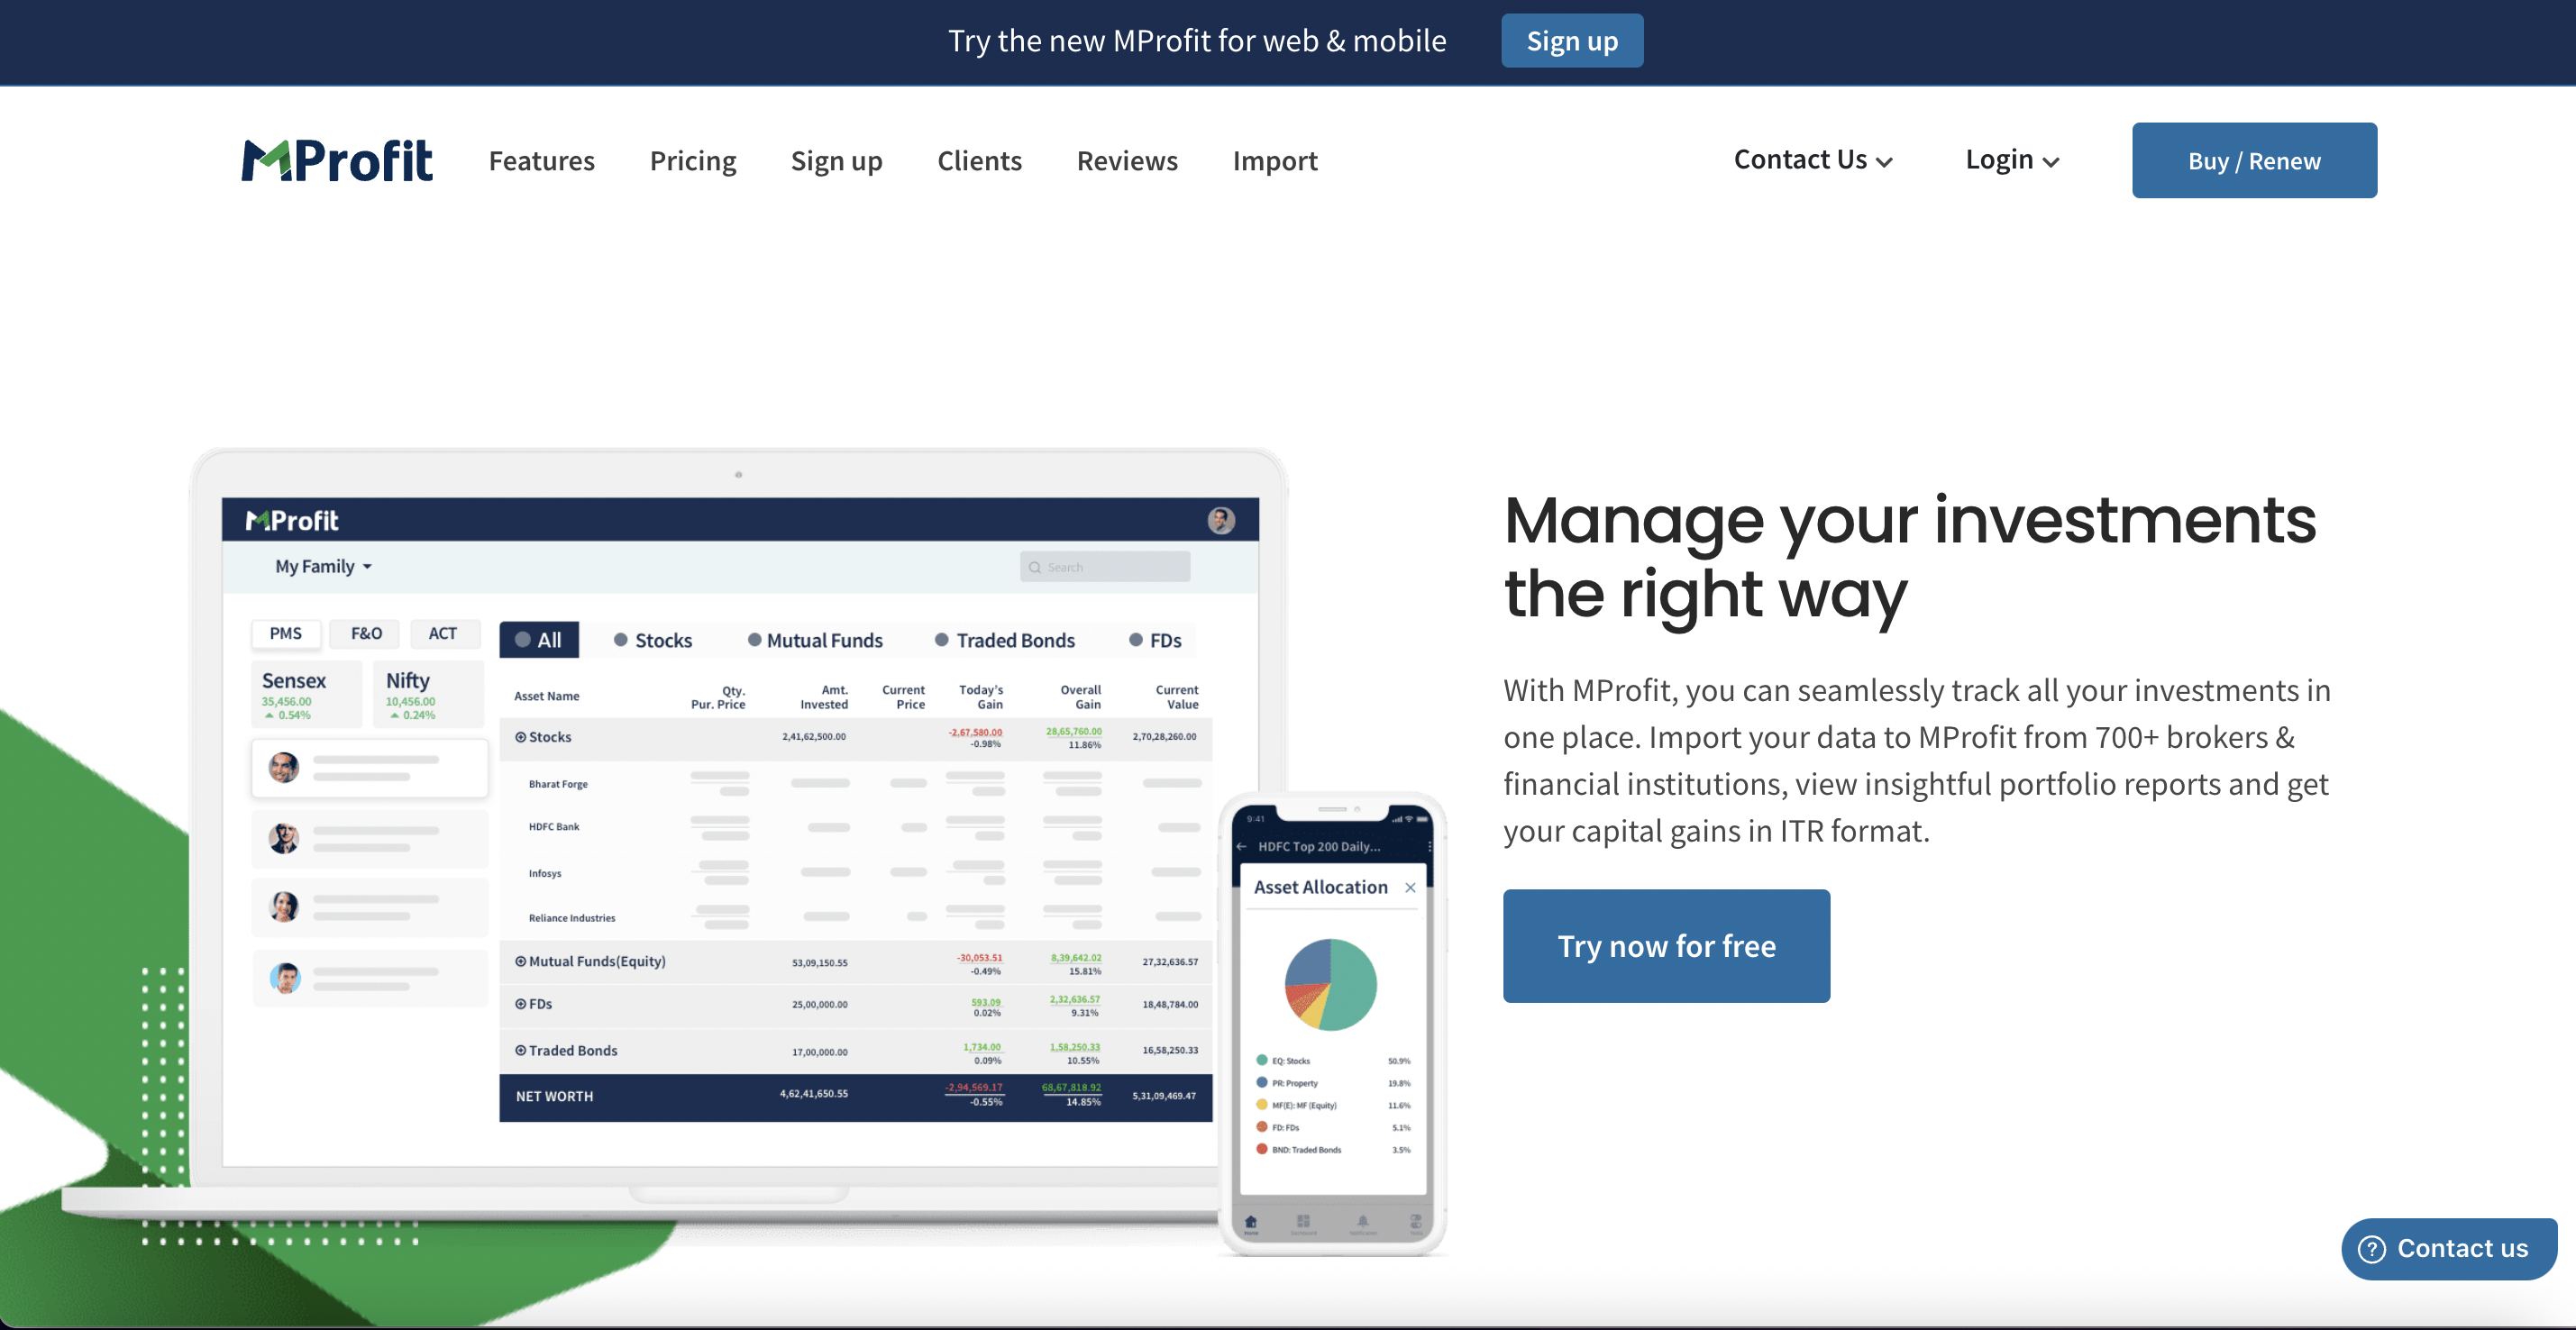 Try the new MProfit for web & mobile
Sign up
MProfit
Features
Pricing
Sign up
Clients
Reviews
Import
Contact Us
Login
Buy / Renew
MProfit
My Family
Search
PMS
F&O
ACT
Sensex
35,456.00
0.54%
Nifty
10,456.00
0.24%
All
Stocks
Mutual Funds
Traded Bonds
FDs
Asset Name
Qty.
Pur. Price
Amt.
Invested
Current
Price
Today's
Gain
Overall
Gain
Current
Value
Stocks
2,41,62,500.00
-2,67,580.00
-0.98%
28,65,760.00
11.86%
2,70,28,260.00
Bharat Forge
HDFC Bank
Infosys
Reliance Industries
Mutual Funds(Equity)
53,09,150.55
-30,053.51
-0.49%
8,39,642.02
15.81%
27,32,636.57
FDs
25,00,000.00
593.09
0.02%
2,32,636.57
9.31%
18,48,784.00
Traded Bonds
17,00,000.00
1,734.00
0.09%
1,58,250.33
10.55%
16,58,250.33
NET WORTH
4,62,41,650.55
-2,94,569.17
-0.55%
68,67,818.92
14.85%
5,31,09,469.47
9:41
HDFC Top 200 Daily...
Asset Allocation
EQ: Stocks
50.9%
PR: Property
19.8%
MF(E): MF (Equity)
11.6%
FD: FDs
5.1%
BND: Traded Bonds
3.5%
Home
Manage your investments
the right way
With MProfit, you can seamlessly track all your investments in
one place. Import your data to MProfit from 700+ brokers &
financial institutions, view insightful portfolio reports and get
your capital gains in ITR format.
Try now for free
Contact us